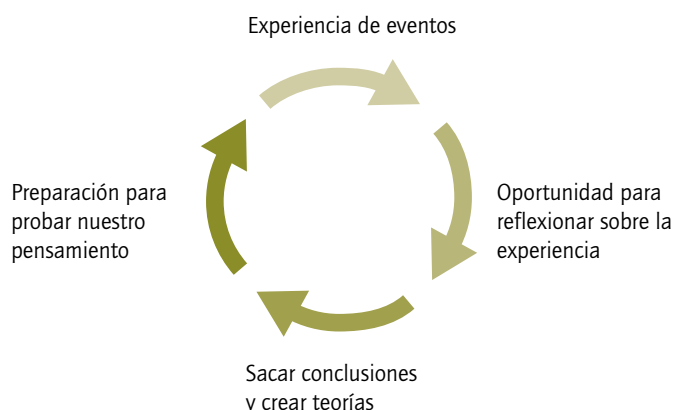 Experiencia de eventos
Preparación para
probar nuestro
pensamiento
Oportunidad para
reflexionar sobre la
experiencia
Sacar conclusiones
y crear teorías